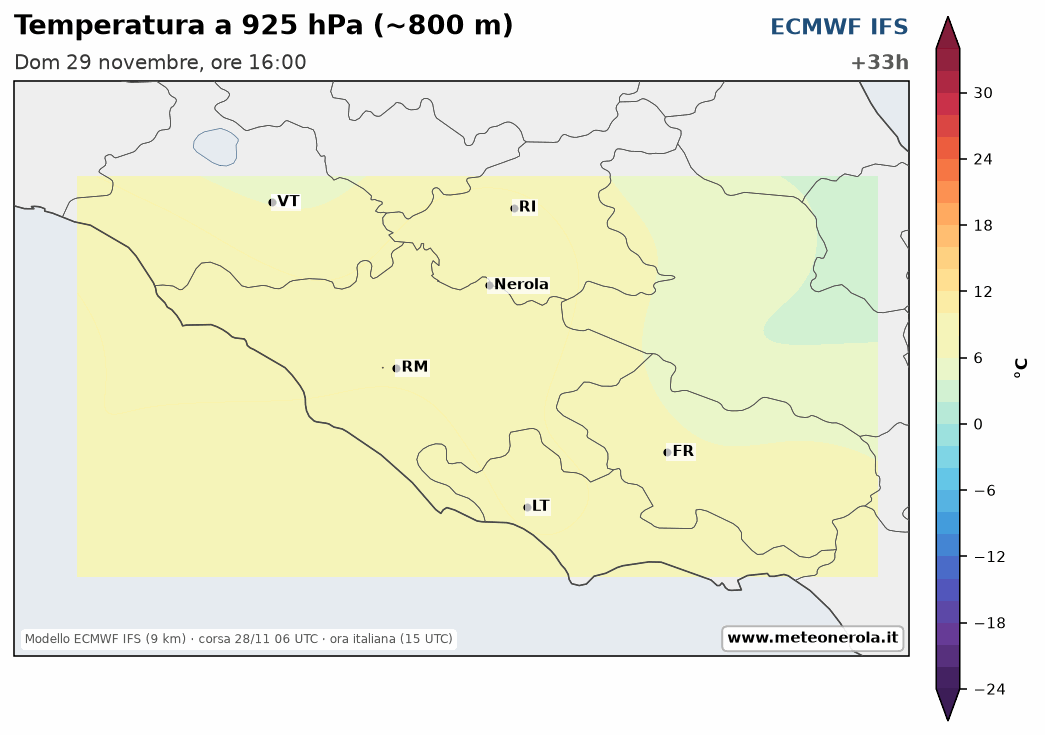 Temperatura a 925 hPa (~800 m)
ECMWF IFS
Dom 29 novembre, ore 16:00
+33h
VT
RI
Nerola
RM
FR
LT
30
24
18
12
6
0
−6
−12
−18
−24
°C
Modello ECMWF IFS (9 km) · corsa 28/11 06 UTC · ora italiana (15 UTC)
www.meteonerola.it